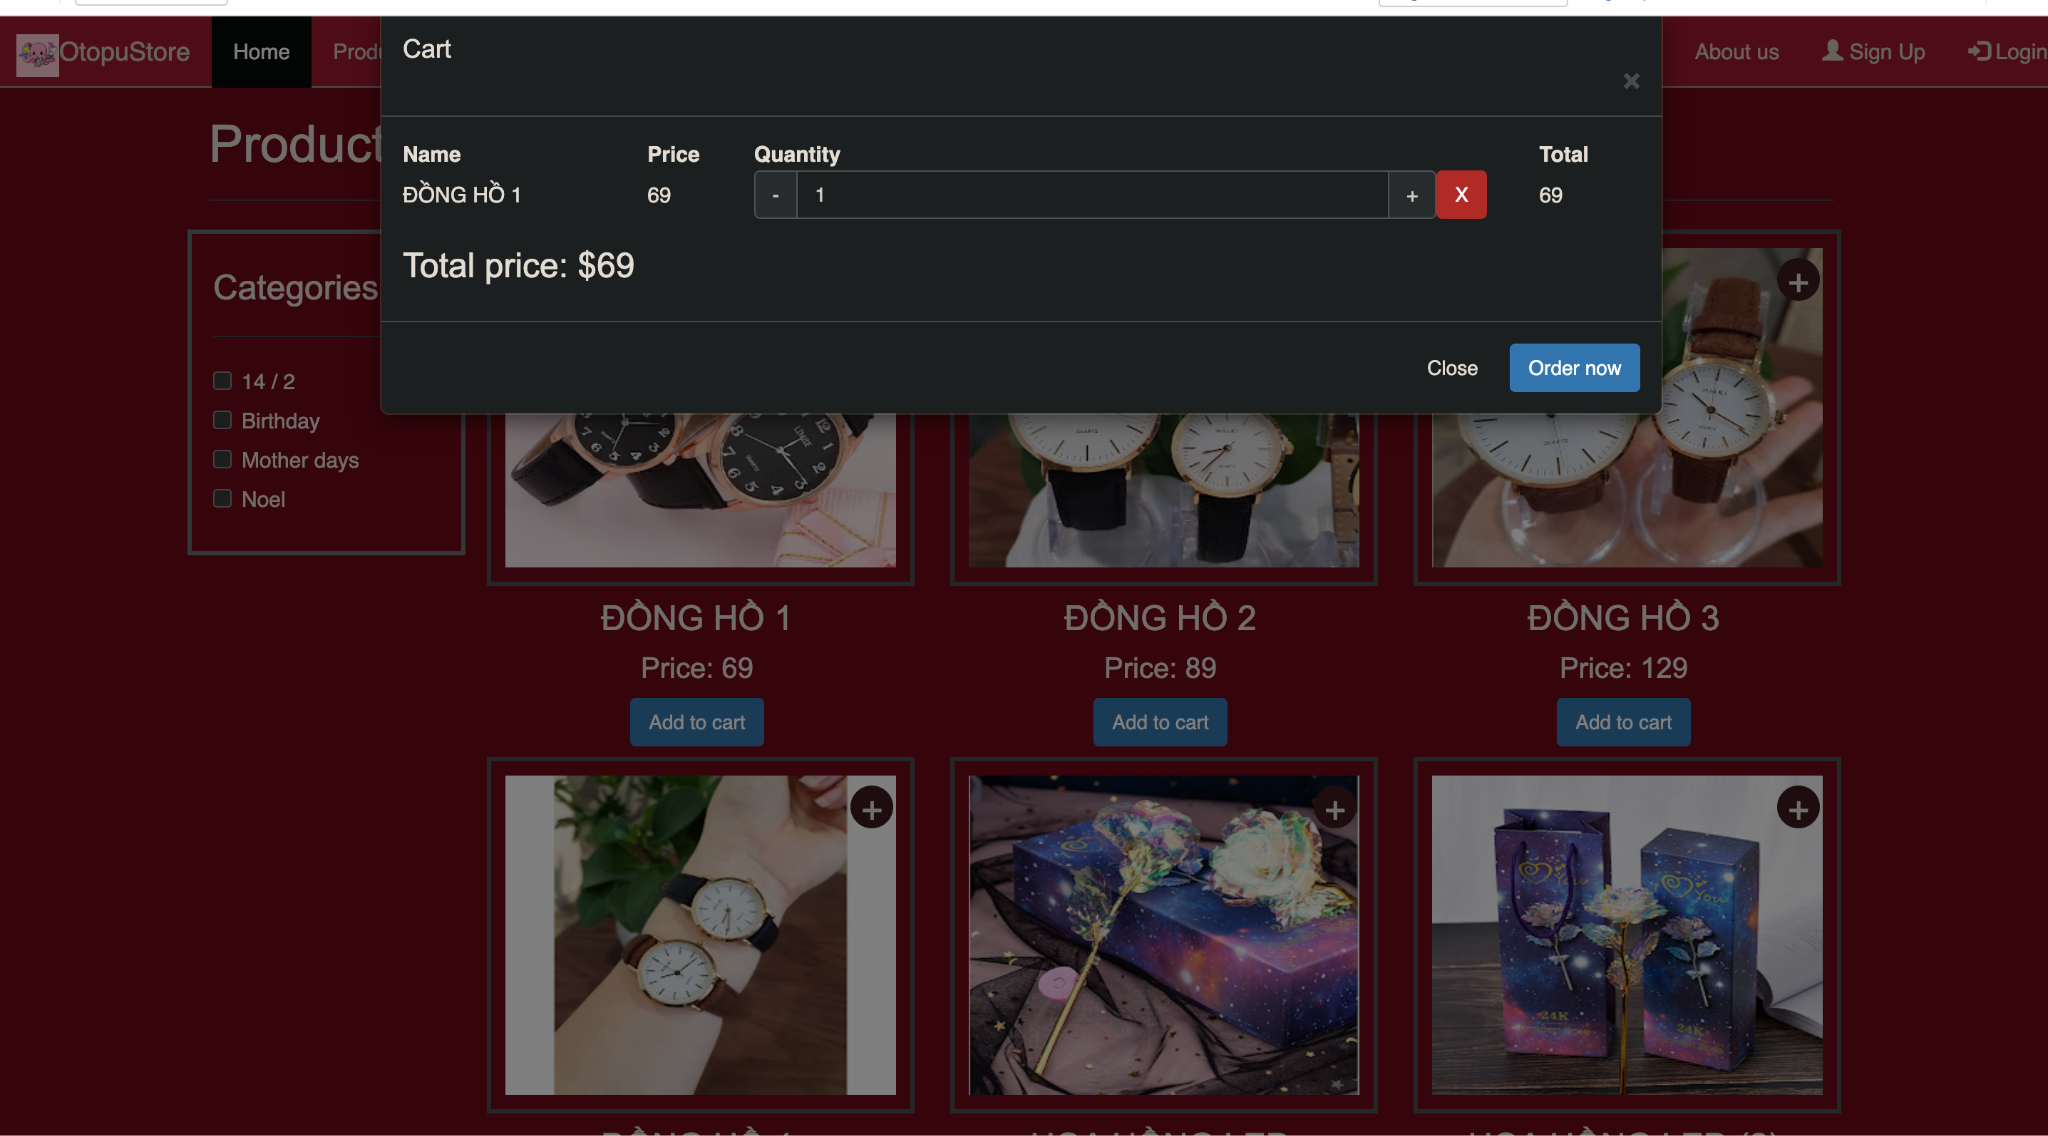 OtopuStore
Home
Cart
About us
Sign Up
Login
×
Name Price Quantity Total
ĐỒNG HỒ 1 69 - 1 + X 69
Total price: $69
Close
Order now
Categories
14 / 2
Birthday
Mother days
Noel
ĐỒNG HỒ 1
Price: 69
Add to cart
ĐỒNG HỒ 2
Price: 89
Add to cart
ĐỒNG HỒ 3
Price: 129
Add to cart
24K
24K